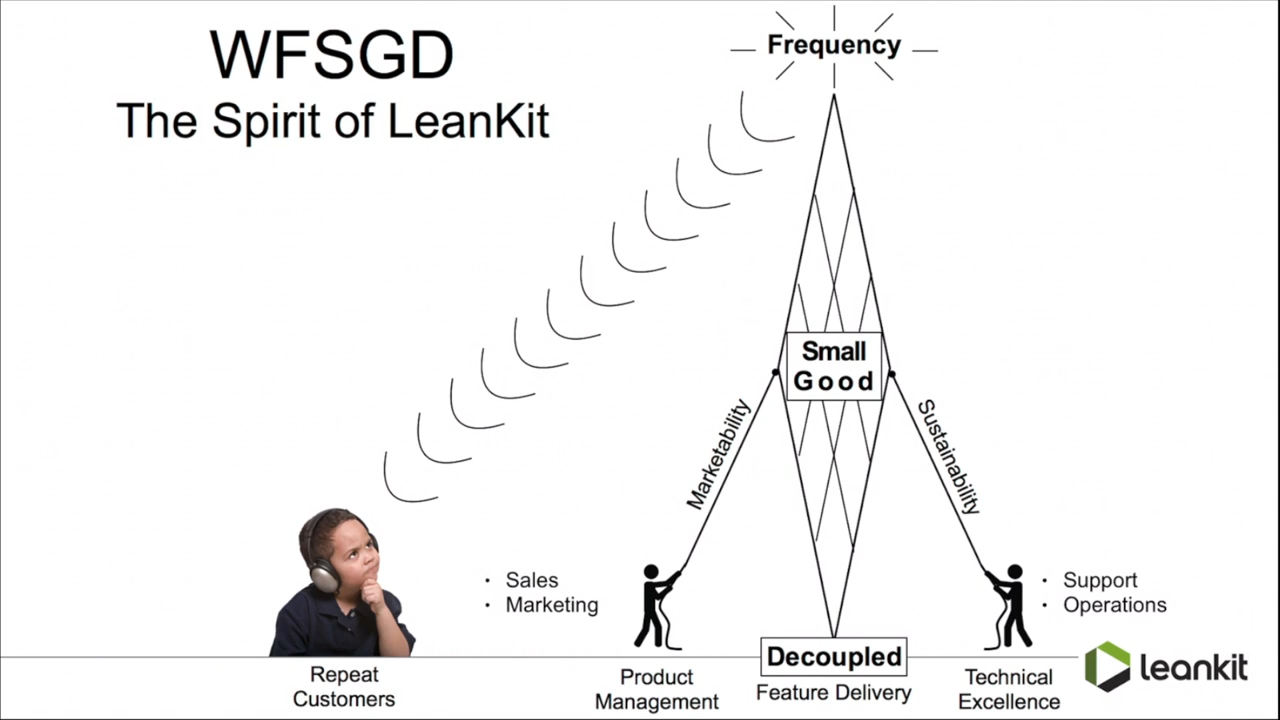 WFSGD
The Spirit of LeanKit
Frequency
Small
Good
Marketability
Sustainability
• Sales
• Marketing
• Support
• Operations
Decoupled
Feature Delivery
Repeat
Customers
Product
Management
Technical
Excellence
leankit